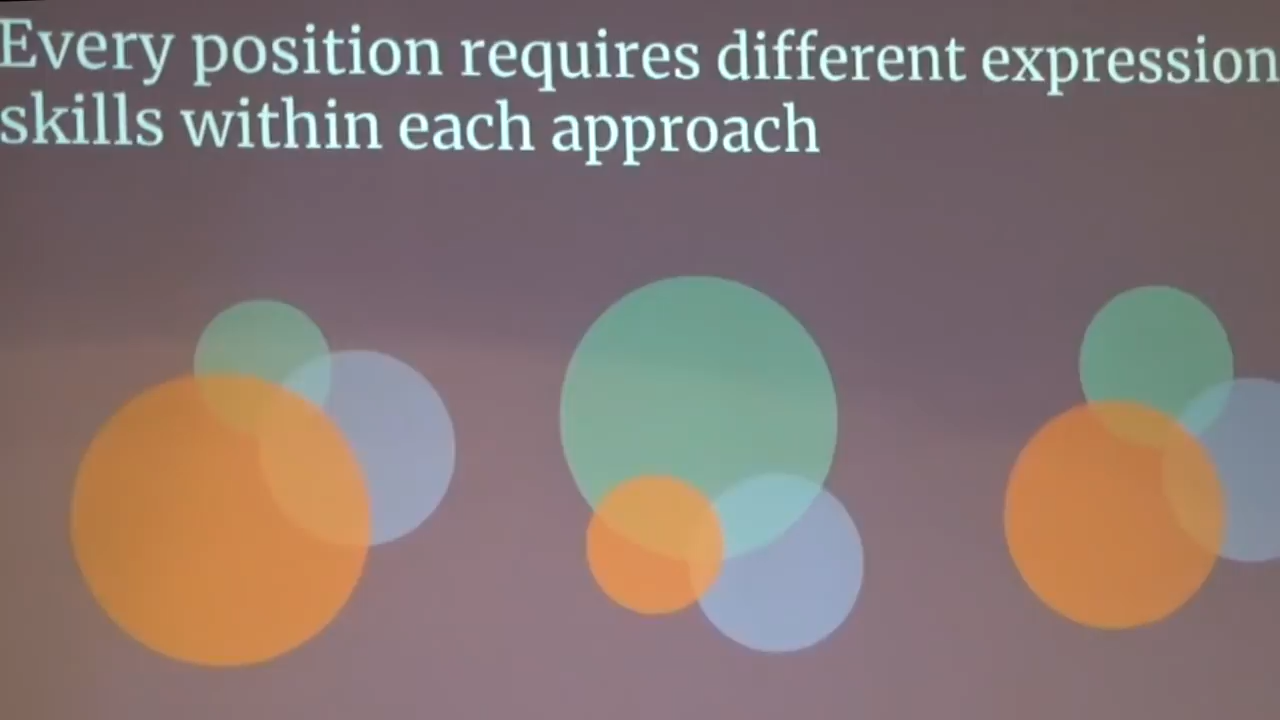 Every position requires different expression
skills within each approach